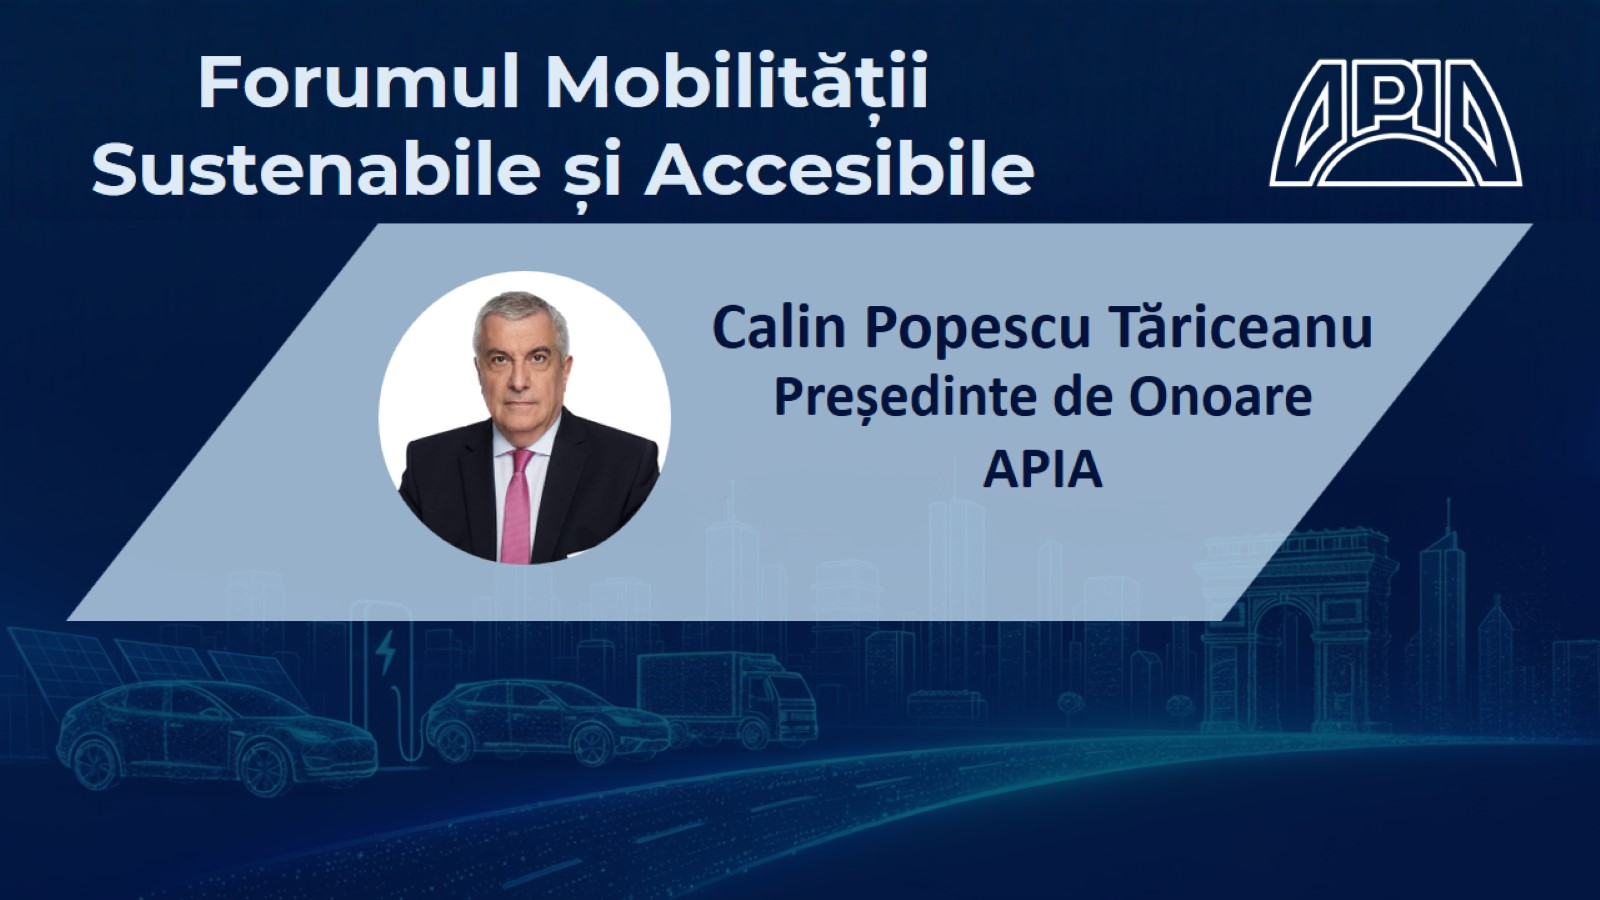 Forumul Mobilității
Sustenabile și Accesibile
APIA
Calin Popescu Tăriceanu
Președinte de Onoare
APIA